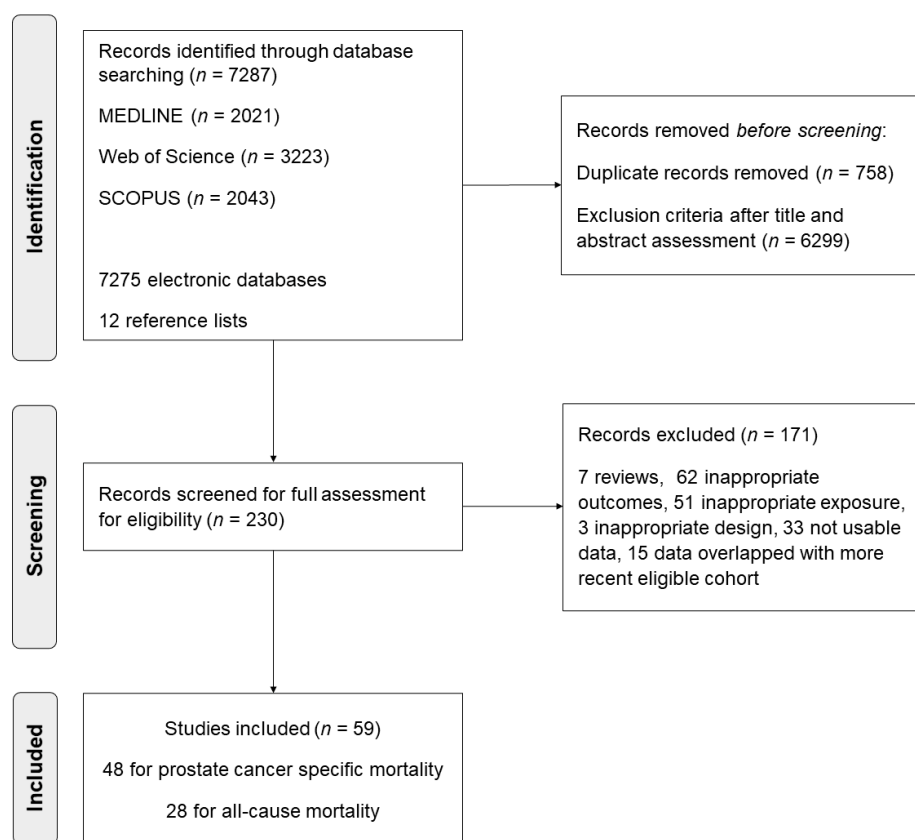 Identification
Records identified through database
searching (n = 7287)
MEDLINE (n = 2021)
Web of Science (n = 3223)
SCOPUS (n = 2043)
7275 electronic databases
12 reference lists
Records removed before screening:
Duplicate records removed (n = 758)
Exclusion criteria after title and
abstract assessment (n = 6299)
Screening
Records screened for full assessment
for eligibility (n = 230)
Records excluded (n = 171)
7 reviews, 62 inappropriate
outcomes, 51 inappropriate exposure,
3 inappropriate design, 33 not usable
data, 15 data overlapped with more
recent eligible cohort
Included
Studies included (n = 59)
48 for prostate cancer specific mortality
28 for all-cause mortality